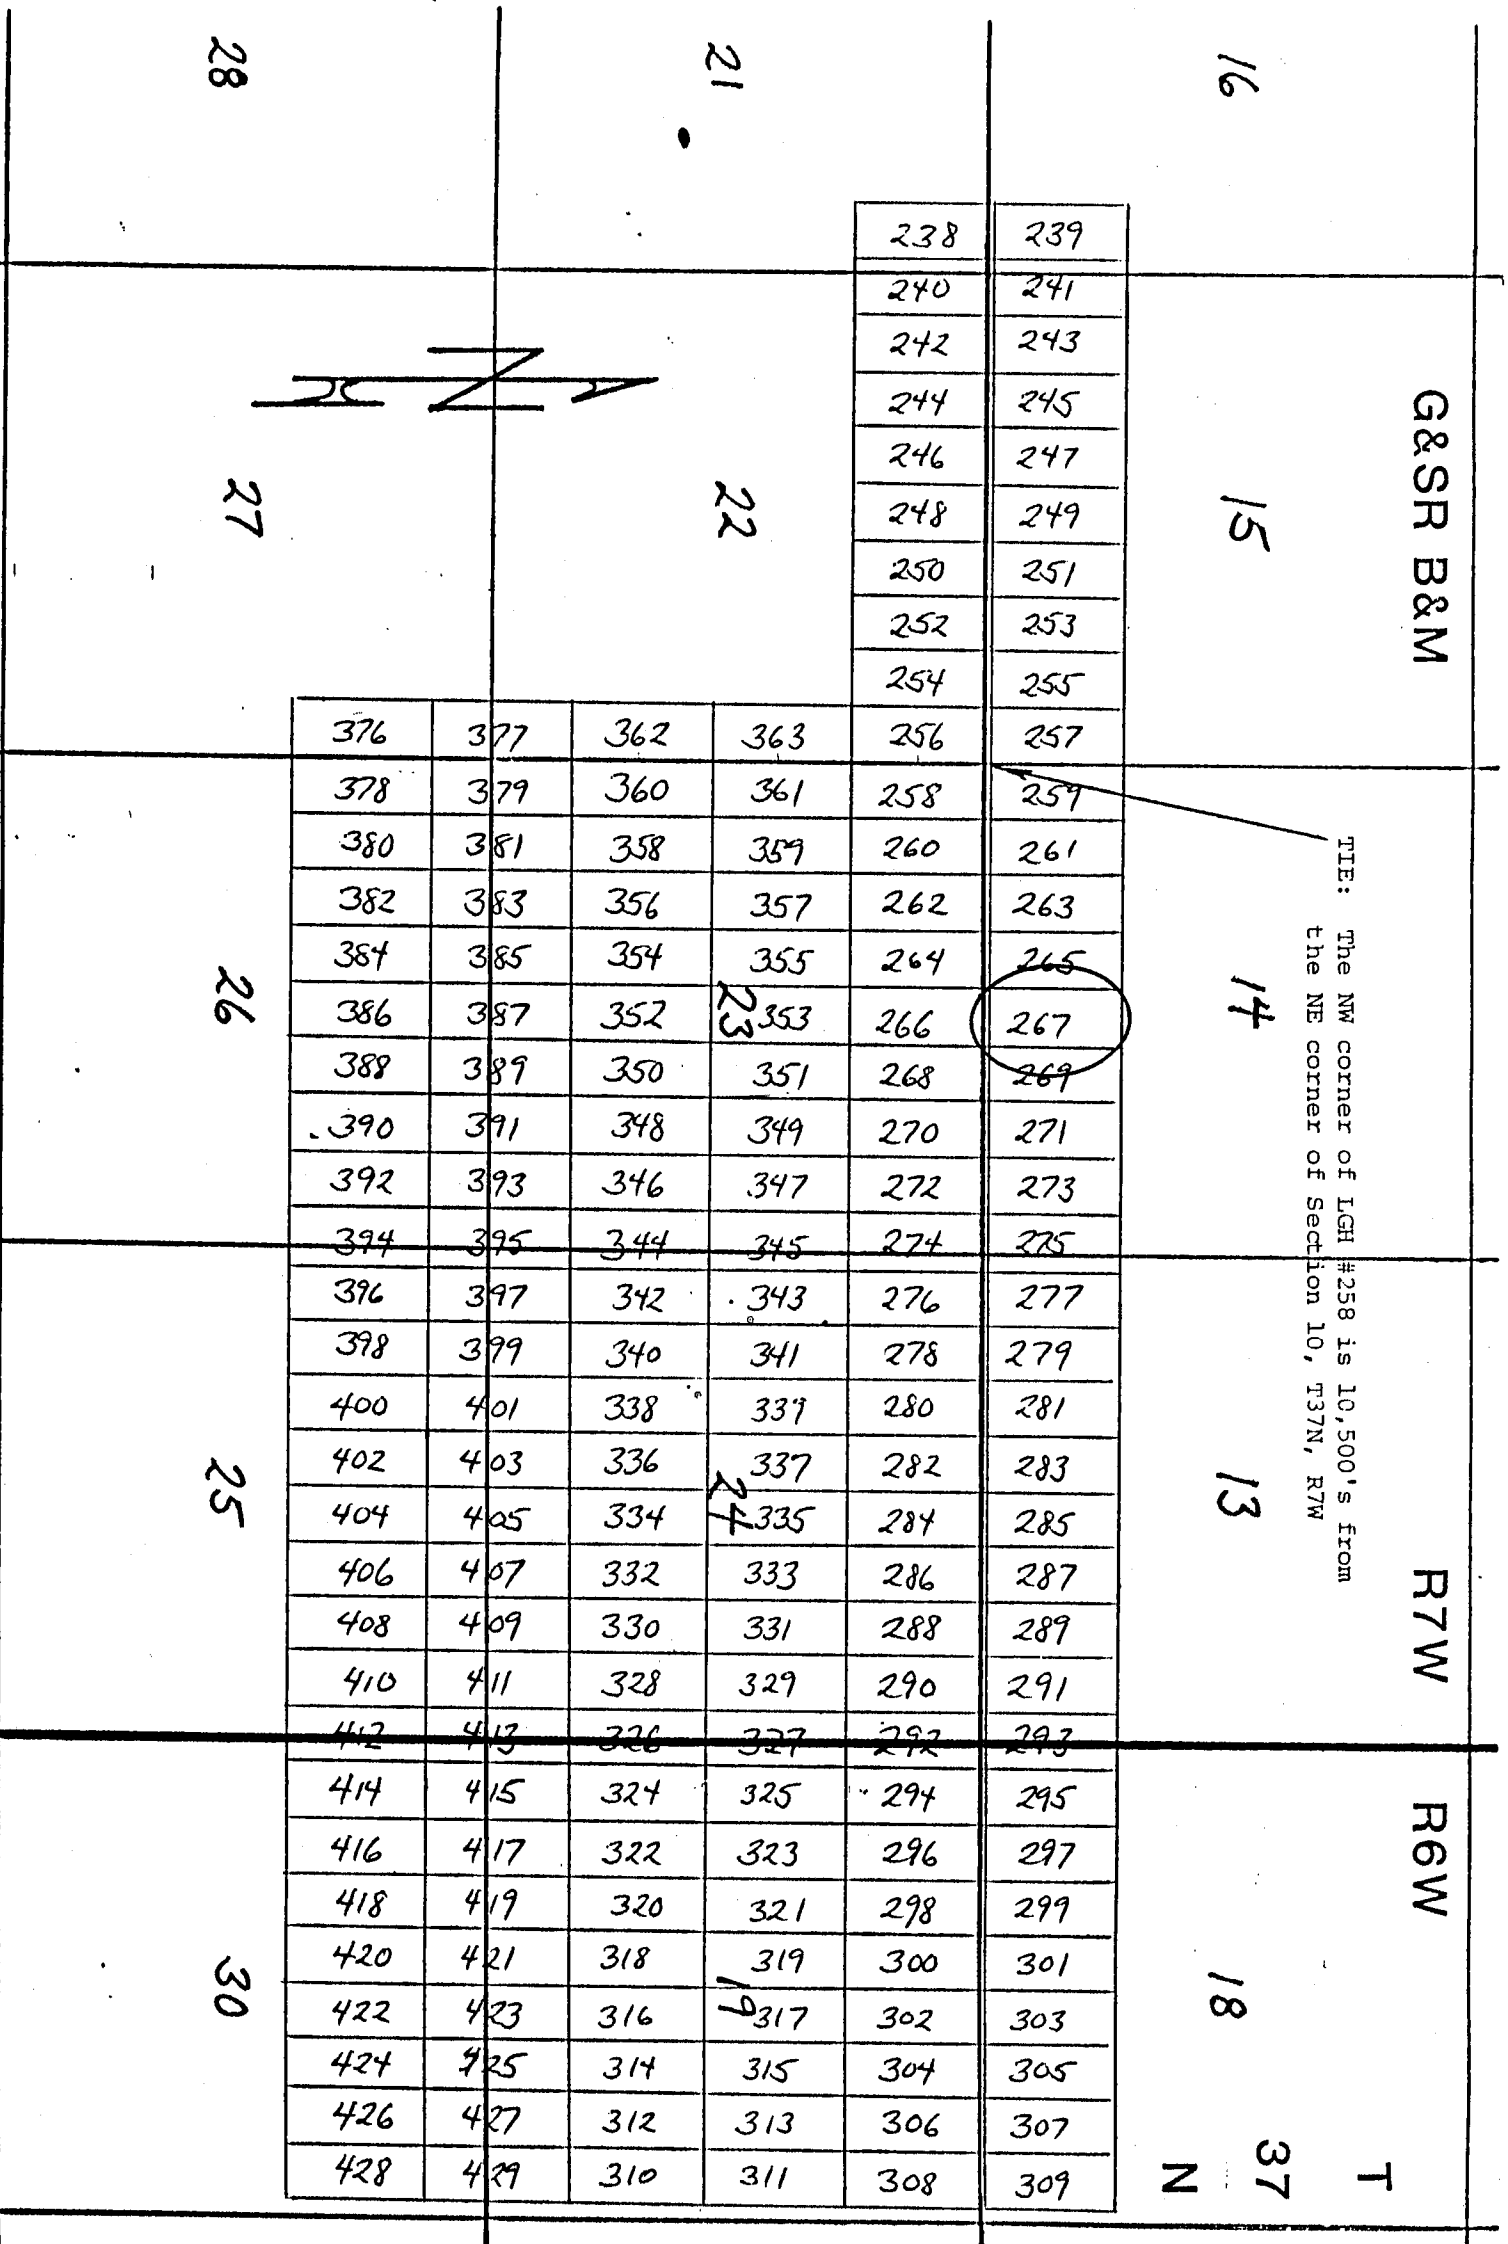 G&SR B&M
R7W
R6W
T
37
N
TIE: The NW corner of LGH #258 is 10,500's from
the NE corner of Section 10, T37N, R7W
16
15
14
13
18
21
22
23
24
19
28
27
26
25
30
238 239
240 241
242 243
244 245
246 247
248 249
250 251
252 253
254 255
376 377 362 363 256 257
378 379 360 361 258 259
380 381 358 359 260 261
382 383 356 357 262 263
384 385 354 355 264 265
386 387 352 353 266 267
388 389 350 351 268 269
390 391 348 349 270 271
392 393 346 347 272 273
394 395 344 345 274 275
396 397 342 343 276 277
398 399 340 341 278 279
400 401 338 339 280 281
402 403 336 337 282 283
404 405 334 335 284 285
406 407 332 333 286 287
408 409 330 331 288 289
410 411 328 329 290 291
412 413 326 327 292 293
414 415 324 325 294 295
416 417 322 323 296 297
418 419 320 321 298 299
420 421 318 319 300 301
422 423 316 317 302 303
424 425 314 315 304 305
426 427 312 313 306 307
428 429 310 311 308 309
N